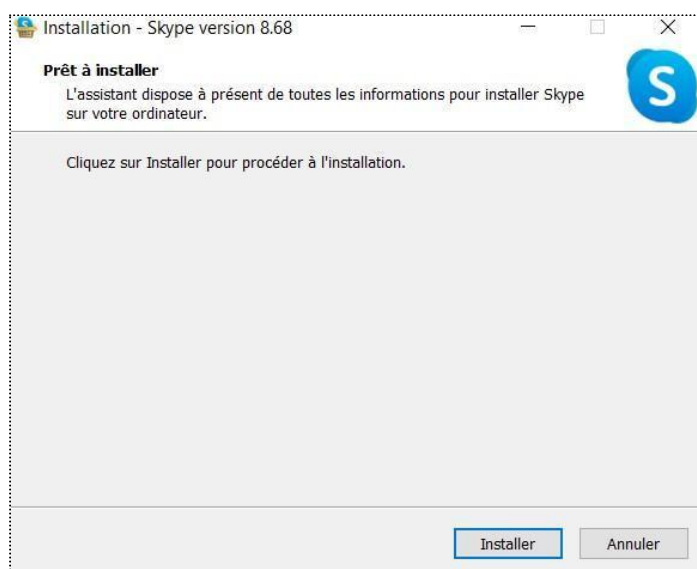 Installation - Skype version 8.68
Prêt à installer
L'assistant dispose à présent de toutes les informations pour installer Skype
sur votre ordinateur.
S
Cliquez sur Installer pour procéder à l'installation.
Installer
Annuler